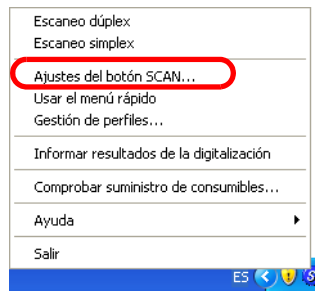 Escaneo dúplex
Escaneo simplex
Ajustes del botón SCAN...
Usar el menú rápido
Gestión de perfiles...
Informar resultados de la digitalización
Comprobar suministro de consumibles...
Ayuda
Salir
ES